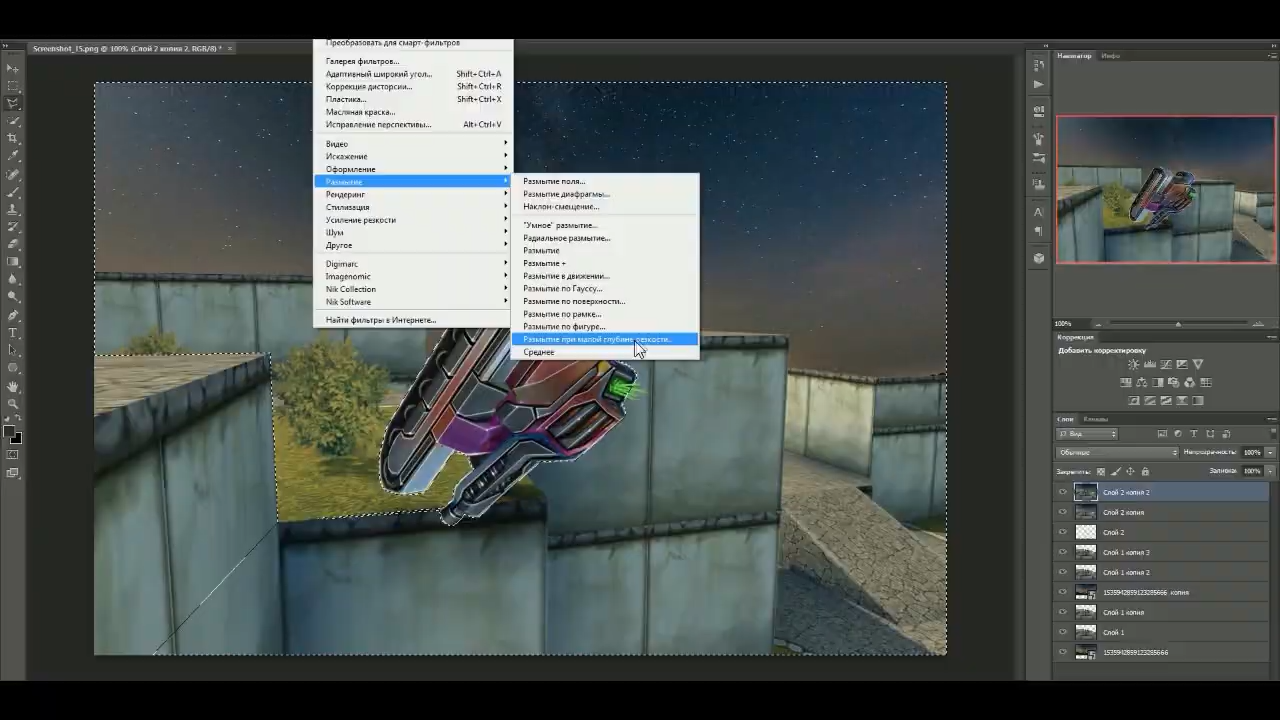 Screenshot_15.png @ 100% (Слой 2 копия 2, RGB/8) * ×
Преобразовать для смарт-фильтров
Галерея фильтров...
Адаптивный широкий угол... Shift+Ctrl+A
Коррекция дисторсии... Shift+Ctrl+R
Пластика... Shift+Ctrl+X
Масляная краска...
Исправление перспективы... Alt+Ctrl+V
Видео
Искажение
Оформление
Размытие
Рендеринг
Стилизация
Усиление резкости
Шум
Другое
Digimarc
Imagenomic
Nik Collection
Nik Software
Найти фильтры в Интернете...
Размытие поля...
Размытие диафрагмы...
Наклон-смещение...
"Умное" размытие...
Радиальное размытие...
Размытие
Размытие +
Размытие в движении...
Размытие по Гауссу...
Размытие по поверхности...
Размытие по рамке...
Размытие по фигуре...
Размытие при малой глубине резкости...
Среднее
Навигатор Инфо
100%
Коррекция
Добавить корректировку
Слои Каналы
Вид
Обычные Непрозрачность: 100%
Закрепить: Заливка: 100%
Слой 2 копия 2
Слой 2 копия
Слой 2
Слой 1 копия 3
Слой 1 копия 2
Слой 1 копия
Слой 1